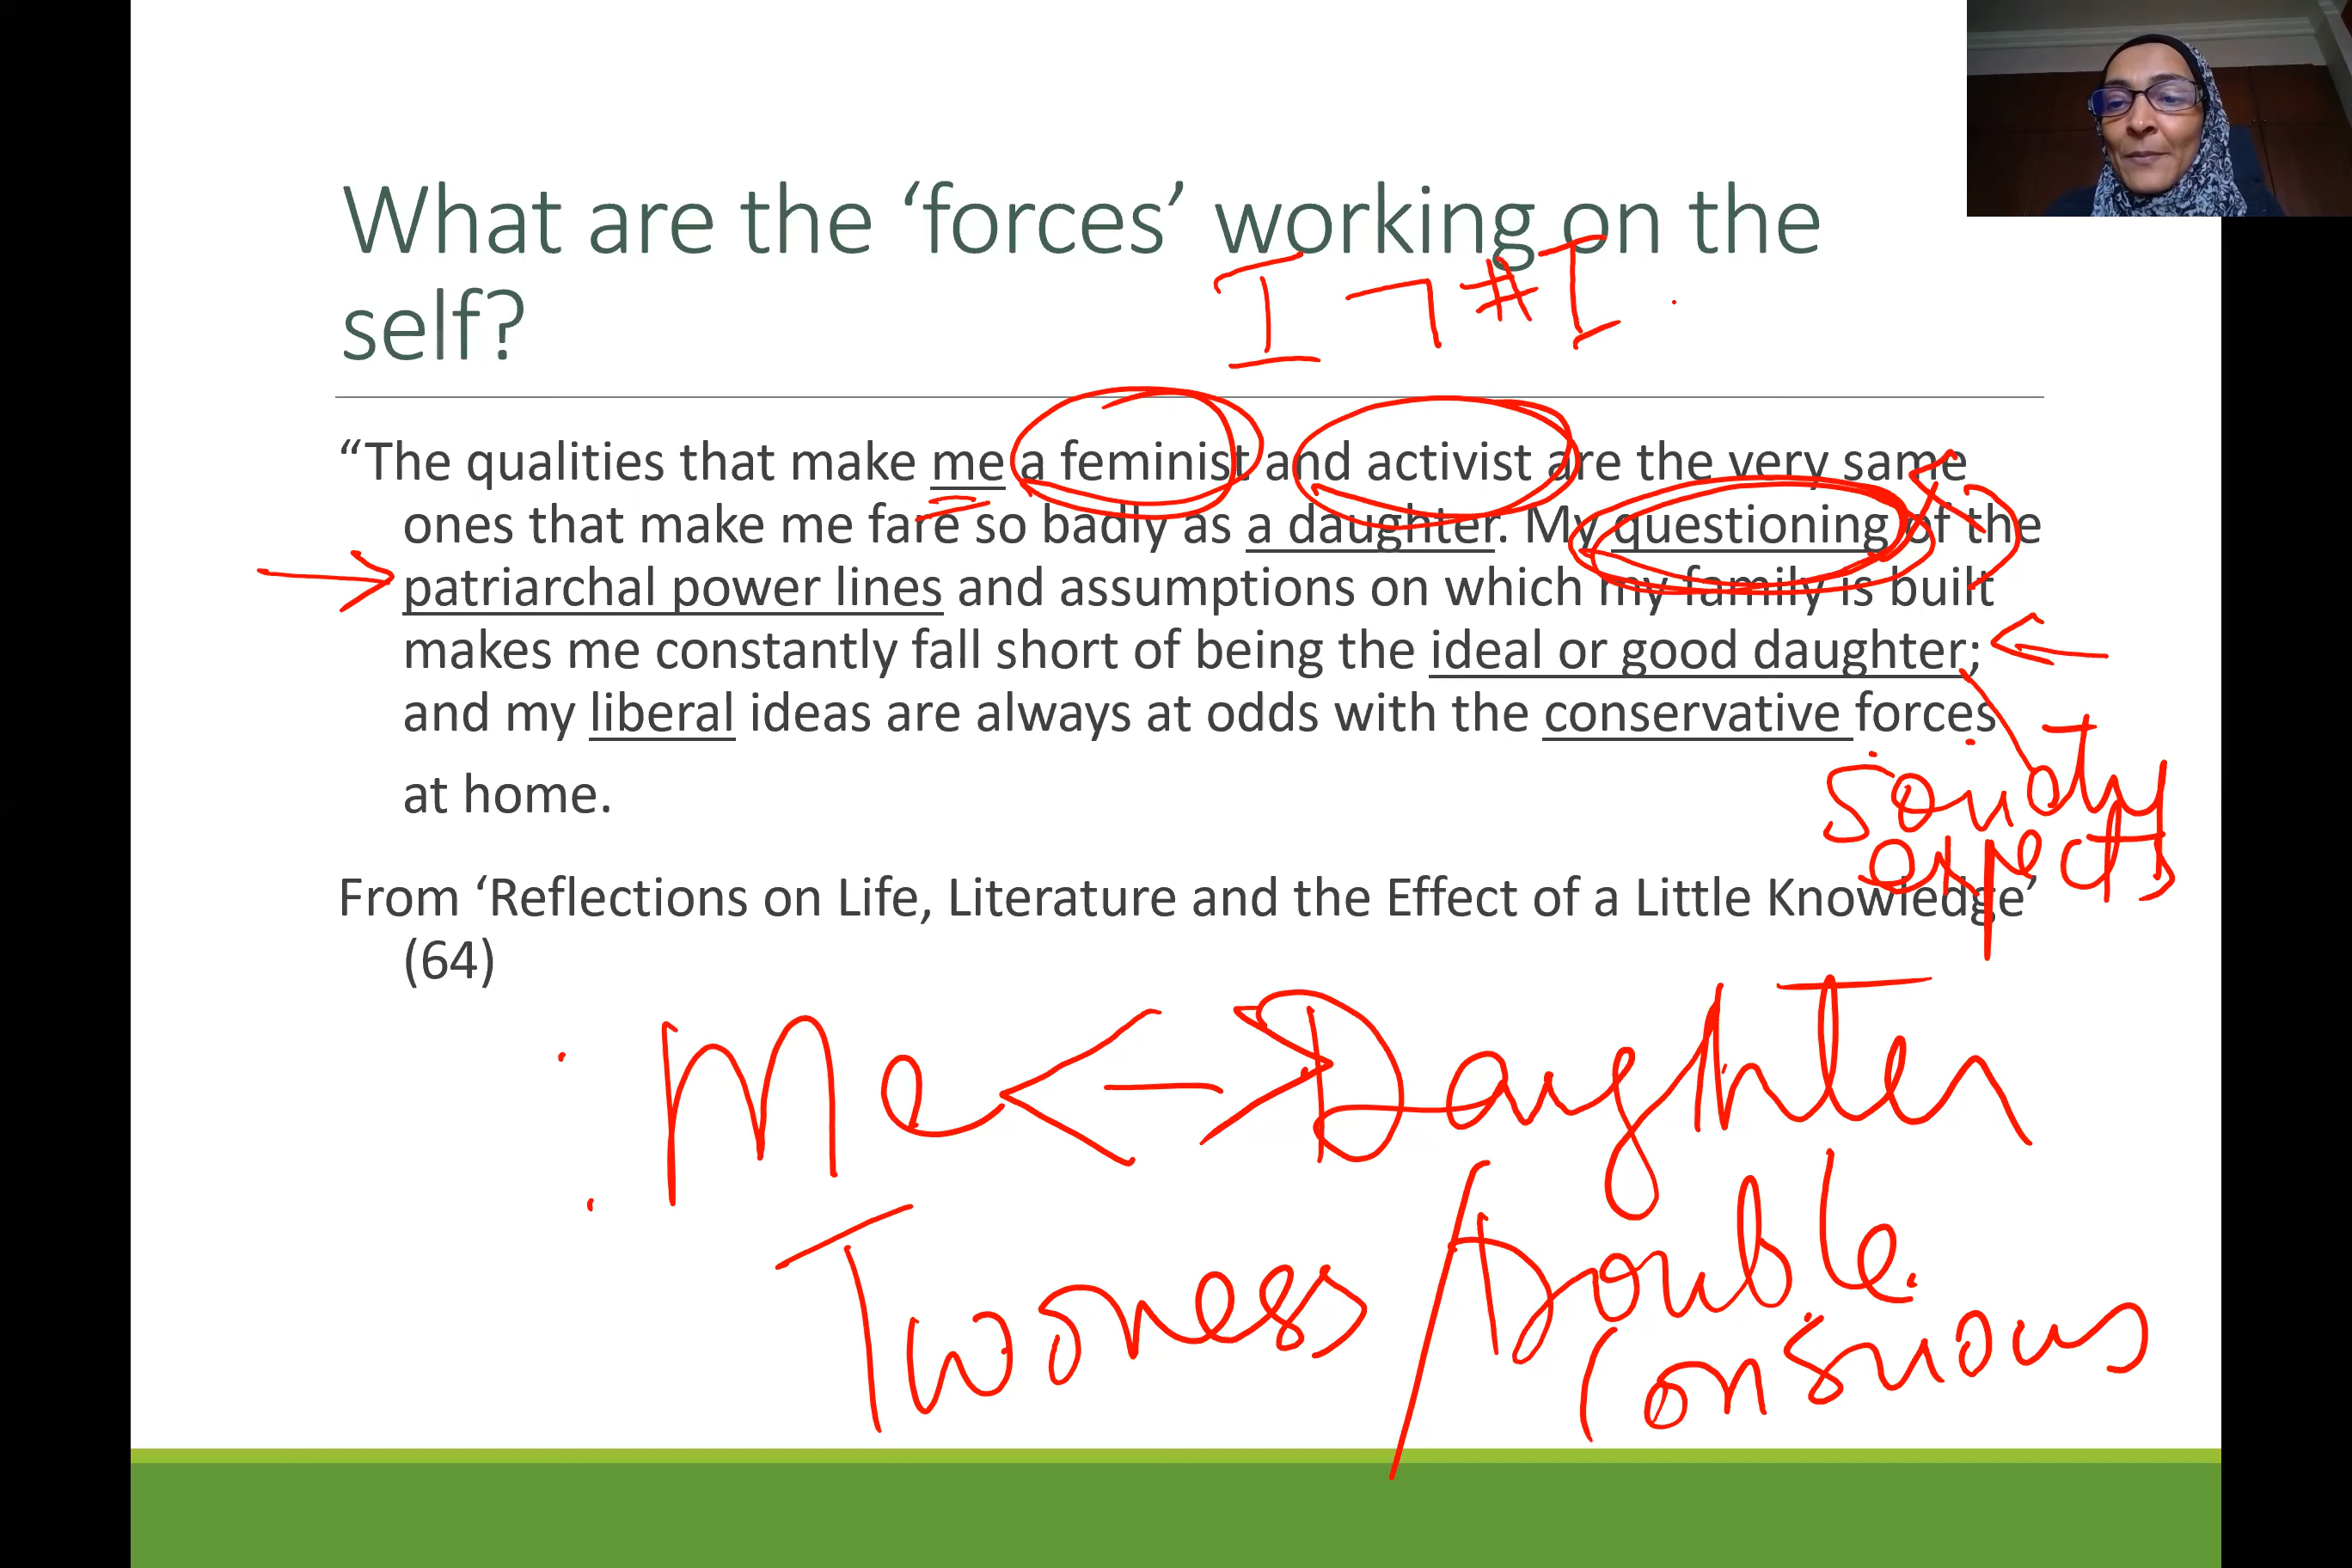 What are the ‘forces’ working on the
self?
I ㄱ # I .
“The qualities that make me a feminist and activist are the very same
ones that make me fare so badly as a daughter. My questioning of the
patriarchal power lines and assumptions on which my family is built
makes me constantly fall short of being the ideal or good daughter;
and my liberal ideas are always at odds with the conservative forces
at home.
society
expects
From ‘Reflections on Life, Literature and the Effect of a Little Knowledge’
(64)
Me <—> Daughter
Twoness / Double
Consious